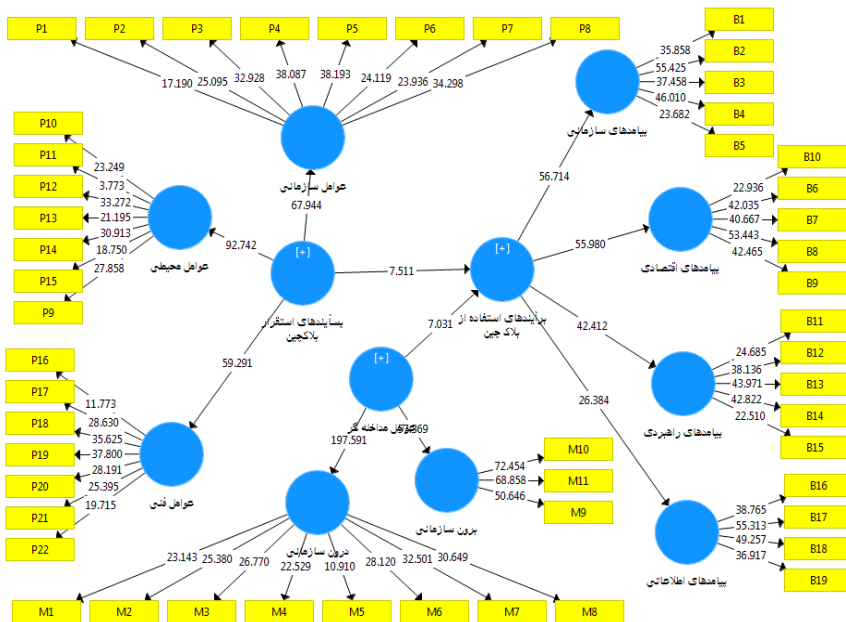 P1 P2 P3 P4 P5 P6 P7 P8
17.190 25.095 32.928 38.087 38.193 24.119 23.936 34.298
عوامل سازمانی
67.944
P10
P11
P12
P13
P14
P15
P9
23.249
3.773
33.272
21.195
30.913
18.750
27.858
عوامل محیطی
92.742
[+]
پسآیندهای استقرار
بلاکچین
59.291
7.511
P16
P17
P18
P19
P20
P21
P22
11.773
28.630
35.625
37.800
28.191
25.395
19.715
عوامل فنی
[+]
مداخله گر
7.031
197.591
درون سازمانی
23.143 25.380 26.770 22.529 10.910 28.120 32.501 30.649
M1 M2 M3 M4 M5 M6 M7 M8
برون سازمانی
72.454
68.858
50.646
M10
M11
M9
[+]
برآیندهای استفاده از
بلاک چین
56.714
55.980
42.412
26.384
پیامدهای سازمانی
35.858
55.425
37.458
46.010
23.682
B1
B2
B3
B4
B5
پیامدهای اقتصادی
22.936
42.035
40.667
53.443
42.465
B10
B6
B7
B8
B9
پیامدهای راهبردی
24.685
38.136
43.971
42.822
22.510
B11
B12
B13
B14
B15
پیامدهای اطلاعاتی
38.765
55.313
49.257
36.917
B16
B17
B18
B19